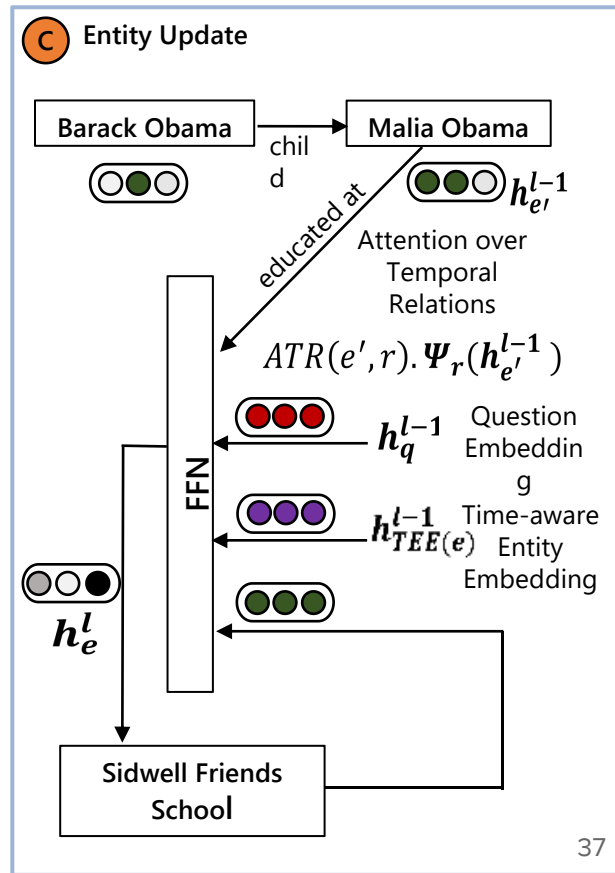 C Entity Update
Barack Obama
chil
d
Malia Obama
h_{e′}^{l−1}
educated at
Attention over
Temporal
Relations
ATR(e′, r). Ψ_r(h_{e′}^{l−1})
FFN
h_q^{l−1}
Question
Embeddin
g
h_{TEE(e)}^{l−1}
Time-aware
Entity
Embedding
h_e^l
Sidwell Friends
School
37